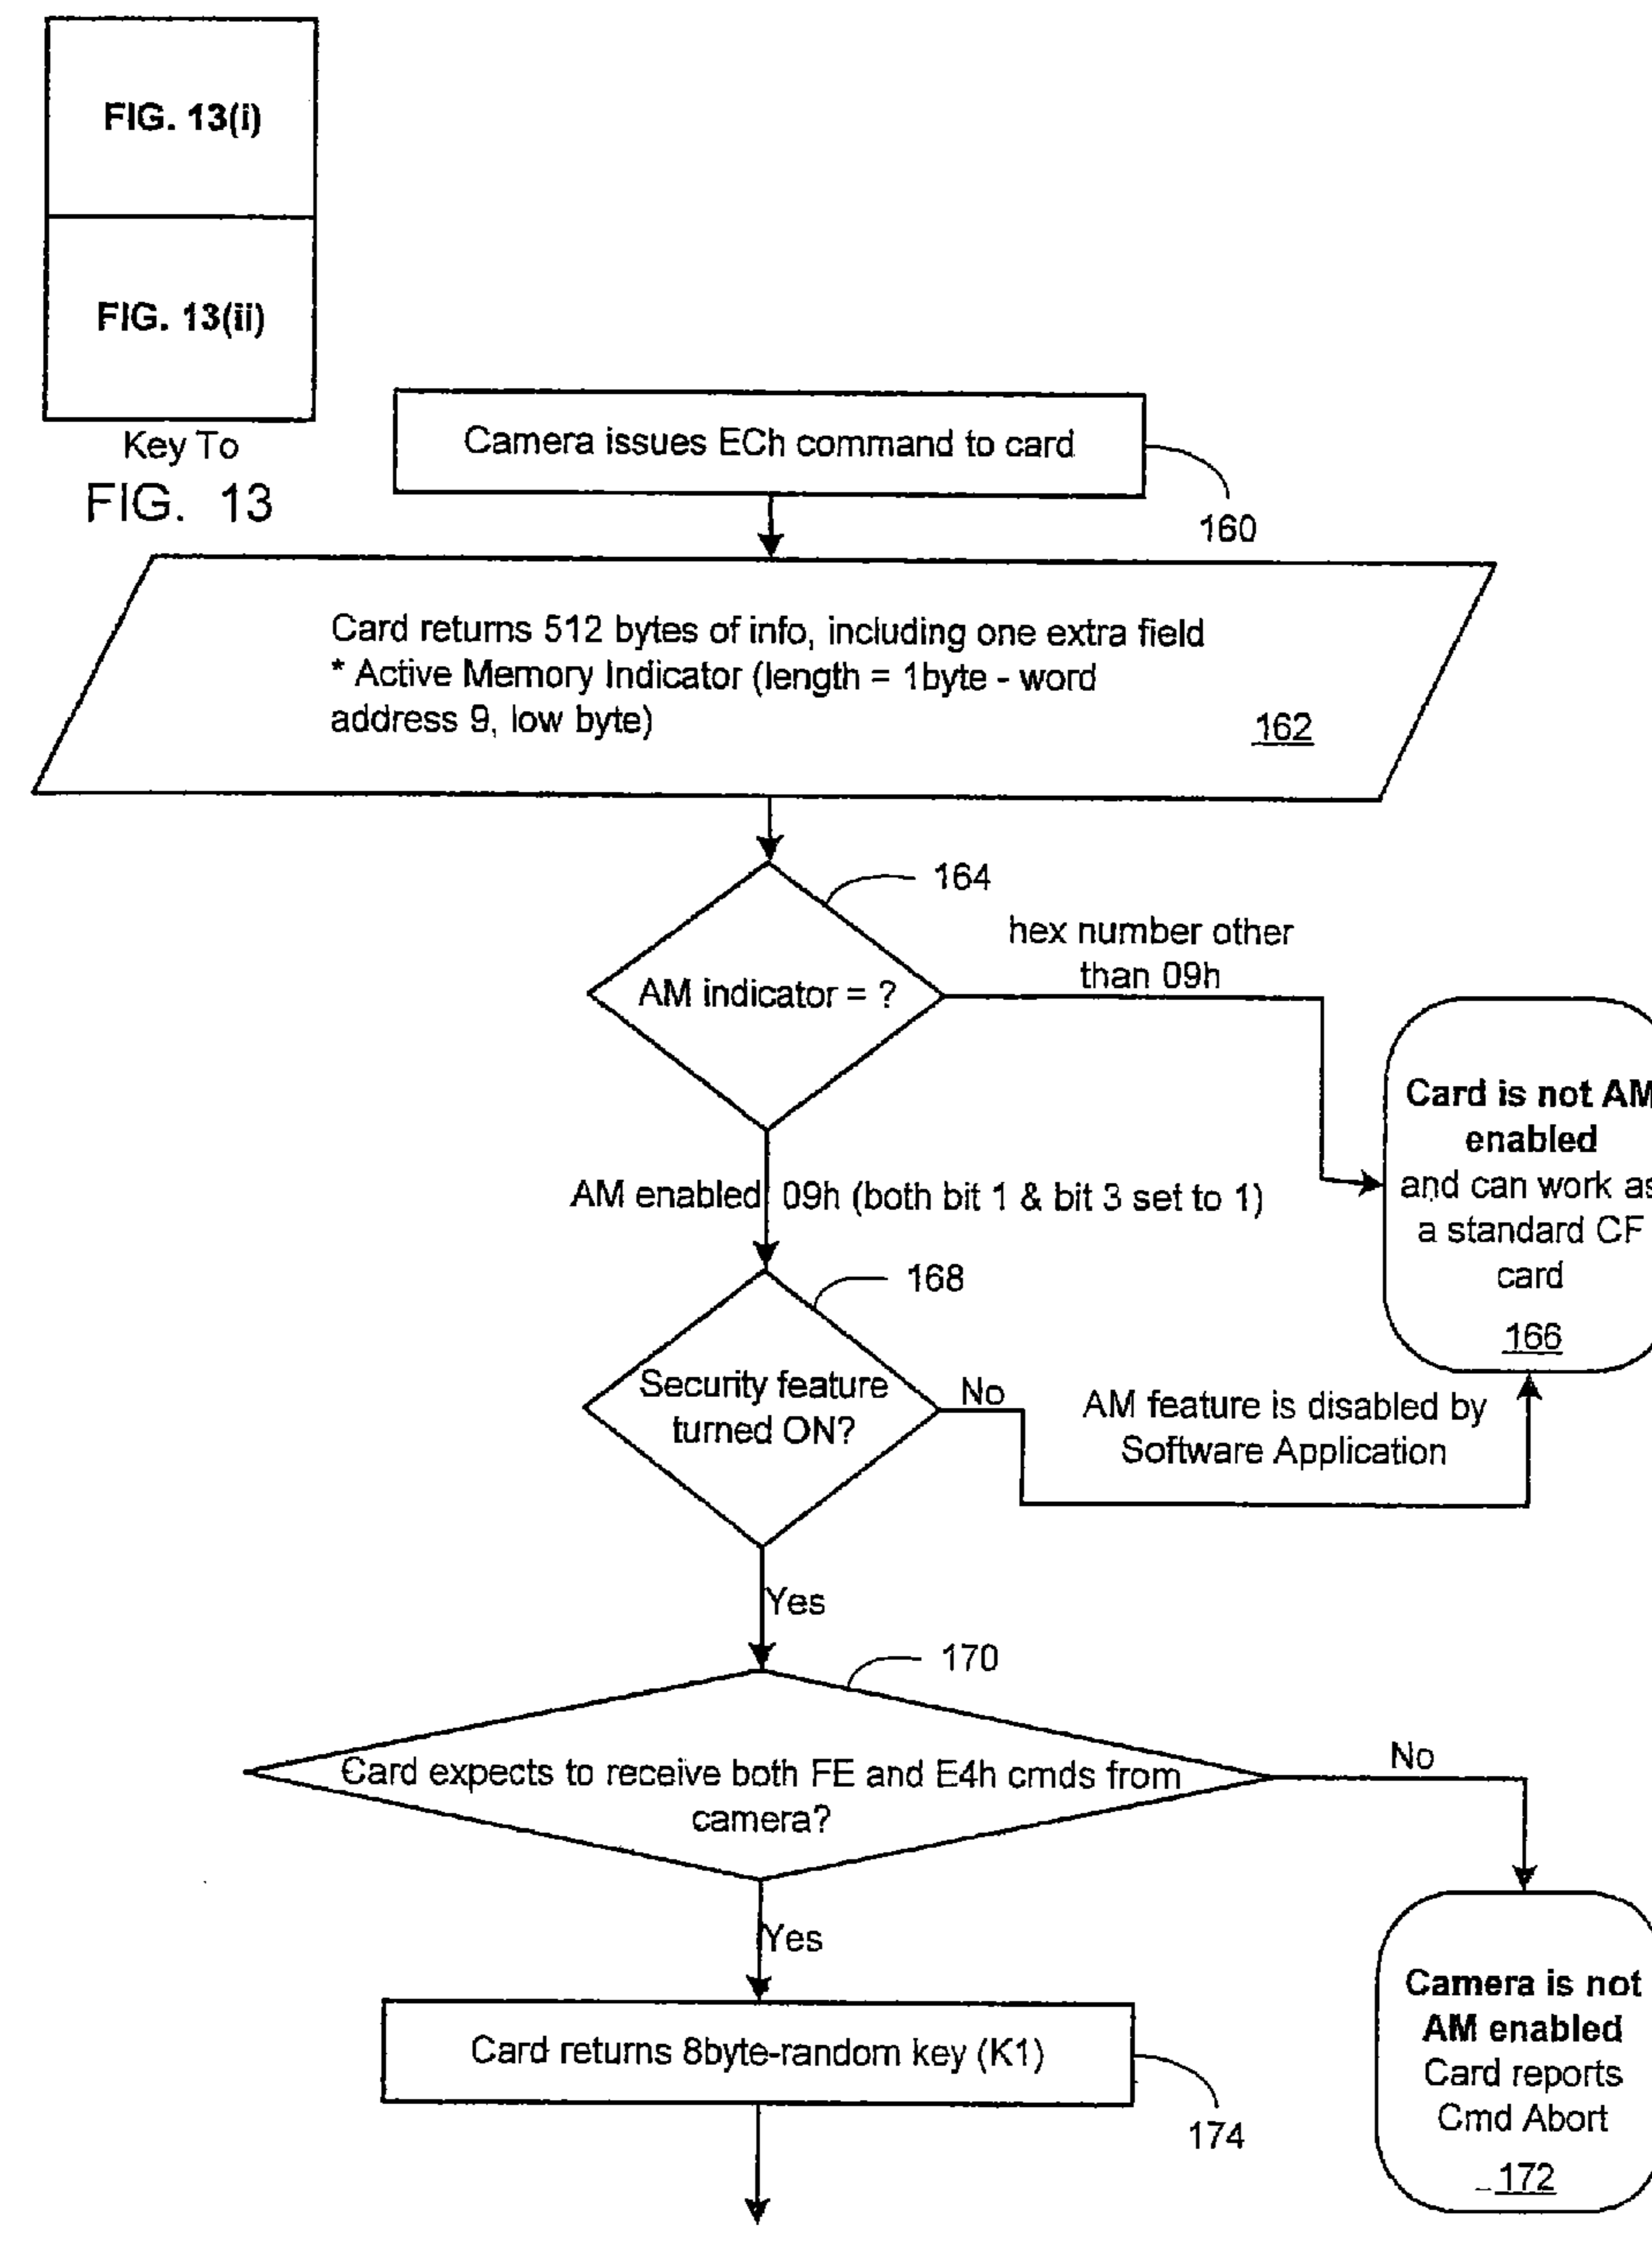 FIG. 13(i)
FIG. 13(ii)
Key To
FIG. 13
Camera issues ECh command to card
160
Card returns 512 bytes of info, including one extra field
* Active Memory Indicator (length = 1byte - word
address 9, low byte)
162
164
AM indicator = ?
hex number other
than 09h
Card is not AM
enabled
and can work as
a standard CF
card
166
AM enabled 09h (both bit 1 & bit 3 set to 1)
168
Security feature
turned ON?
No
AM feature is disabled by
Software Application
Yes
170
Card expects to receive both FE and E4h cmds from
camera?
No
Yes
Camera is not
AM enabled
Card reports
Cmd Abort
172
Card returns 8byte-random key (K1)
174